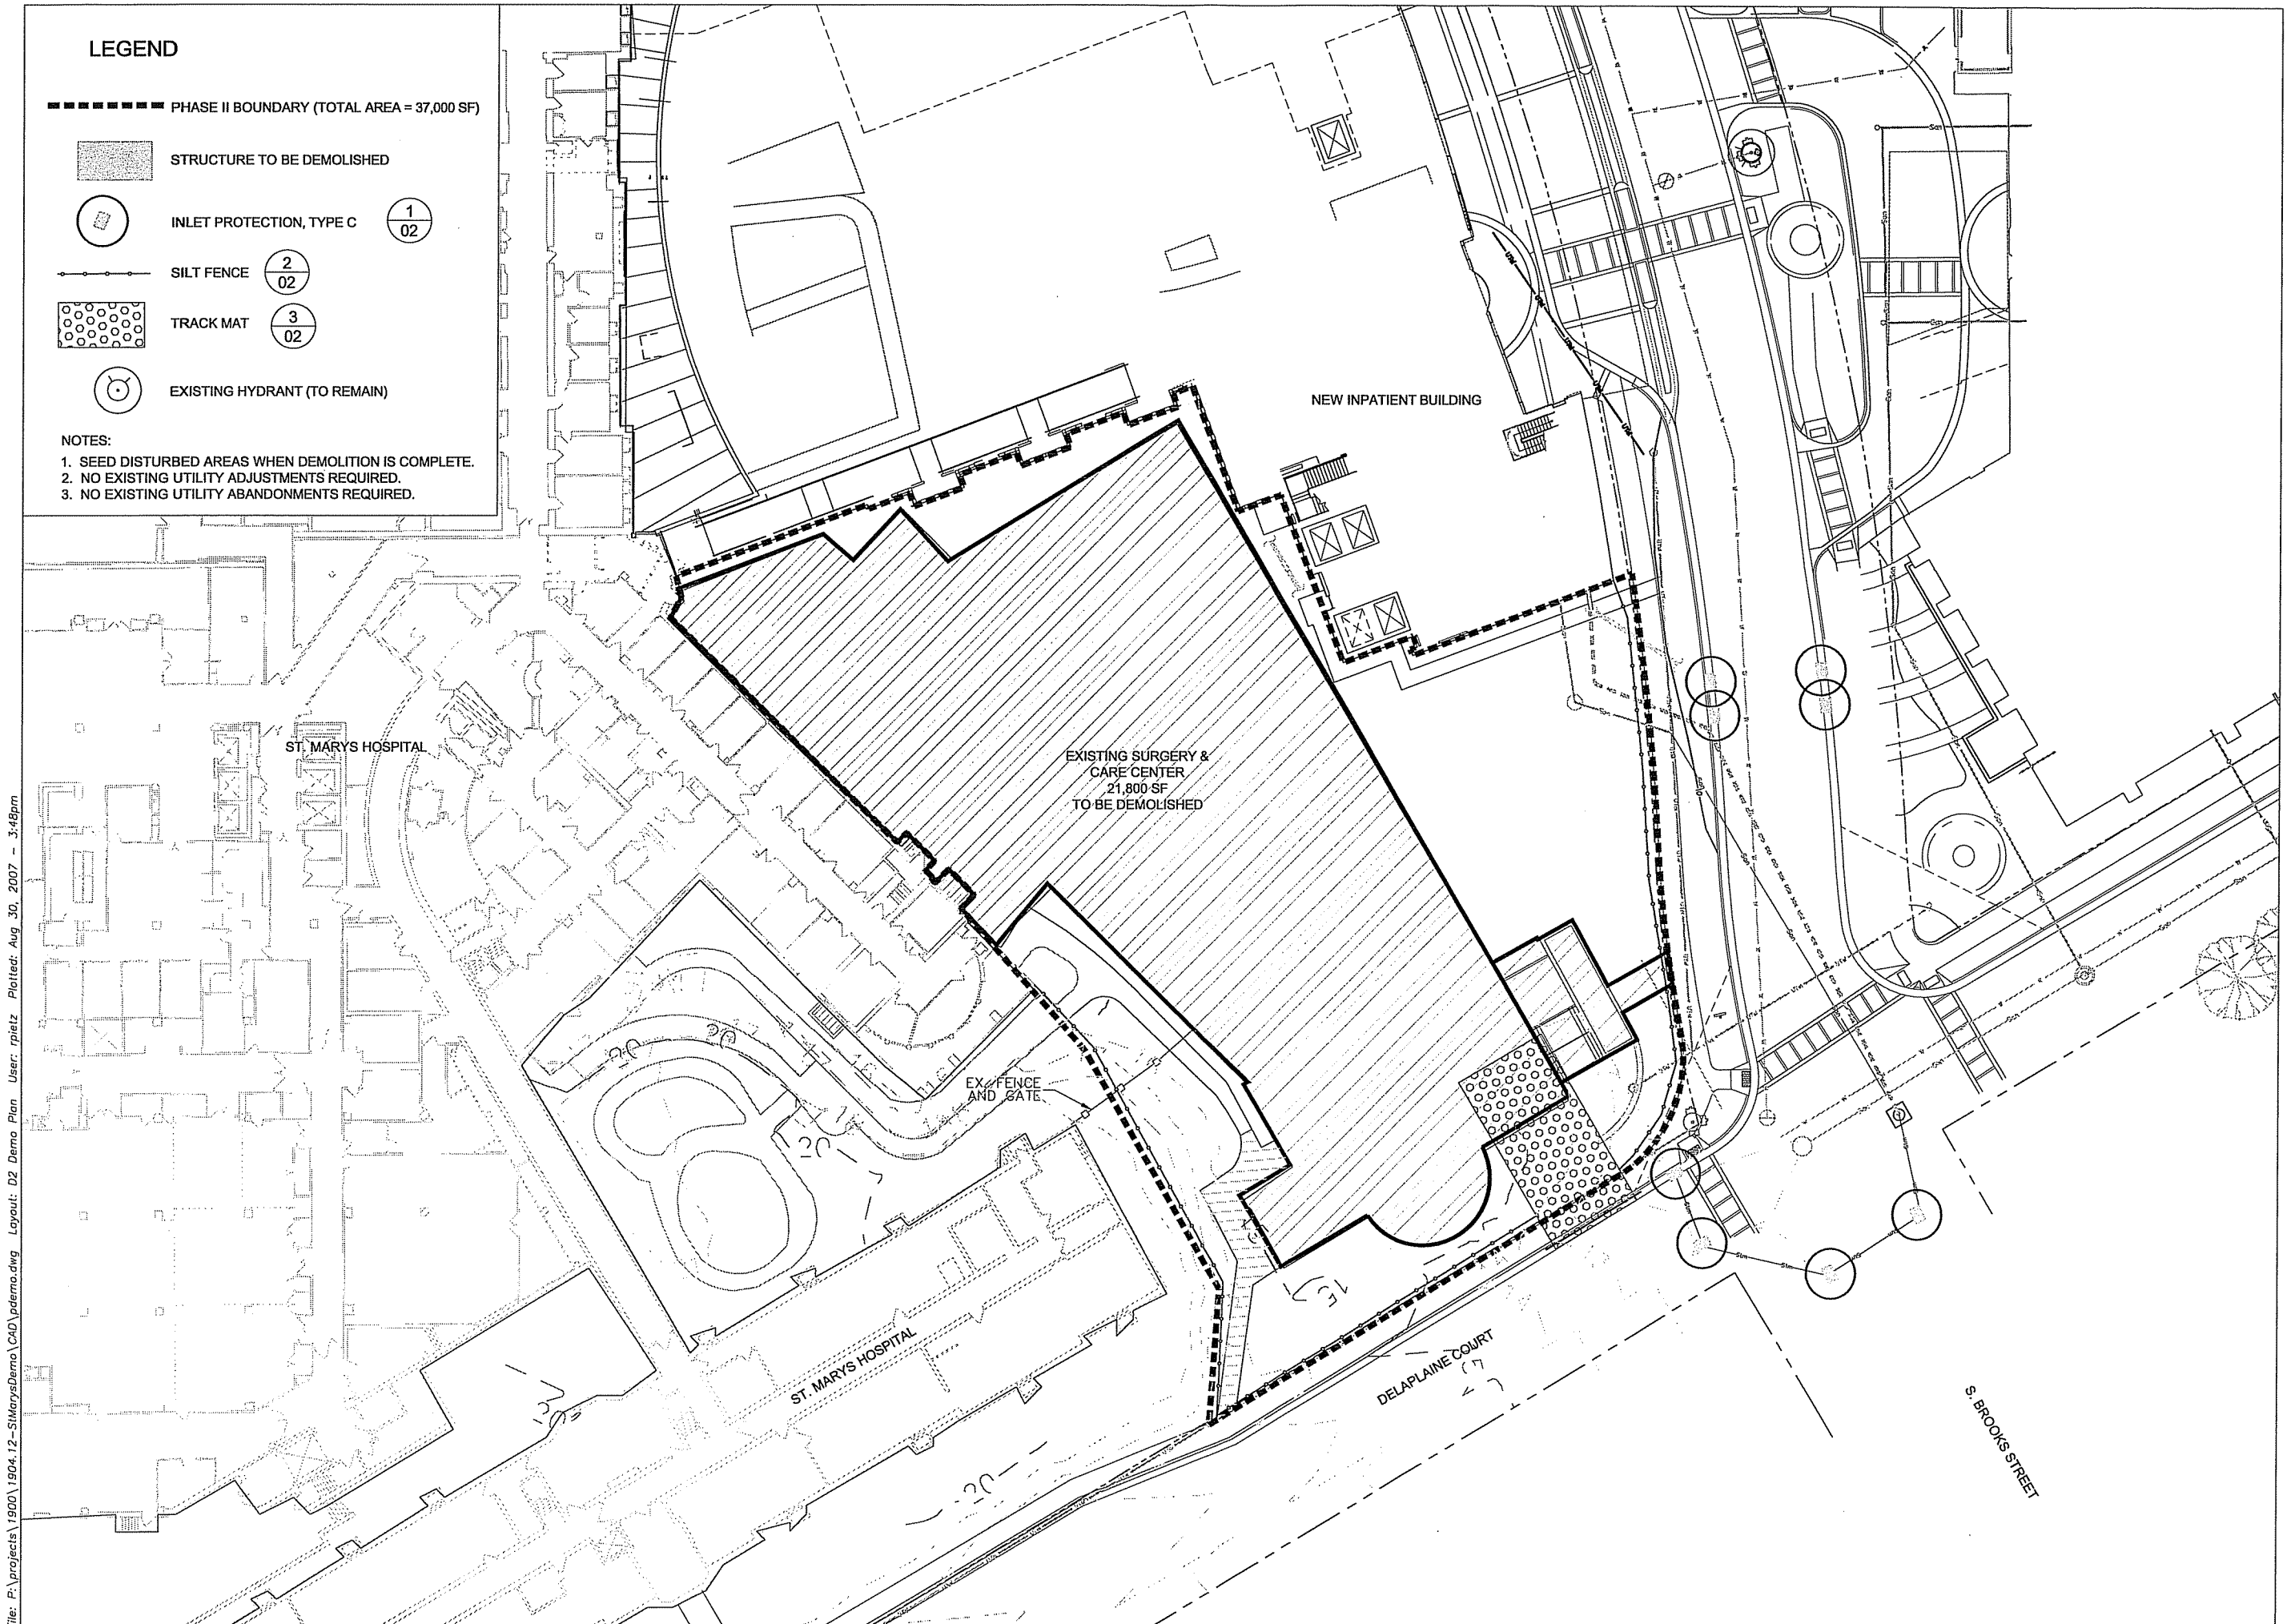 LEGEND
PHASE II BOUNDARY (TOTAL AREA = 37,000 SF)
STRUCTURE TO BE DEMOLISHED
INLET PROTECTION, TYPE C
1
02
SILT FENCE
2
02
TRACK MAT
3
02
EXISTING HYDRANT (TO REMAIN)
NOTES:
1. SEED DISTURBED AREAS WHEN DEMOLITION IS COMPLETE.
2. NO EXISTING UTILITY ADJUSTMENTS REQUIRED.
3. NO EXISTING UTILITY ABANDONMENTS REQUIRED.
NEW INPATIENT BUILDING
ST. MARYS HOSPITAL
EXISTING SURGERY &
CARE CENTER
21,800 SF
TO BE DEMOLISHED
EX. FENCE
AND GATE
ST. MARYS HOSPITAL
DELAPLAINE COURT
S. BROOKS STREET
File: P:\projects\1900\1904.12-StMarysDemo\CAD\pdemo.dwg Layout: D2 Demo Plan User: rpietz Plotted: Aug 30, 2007 - 3:48pm